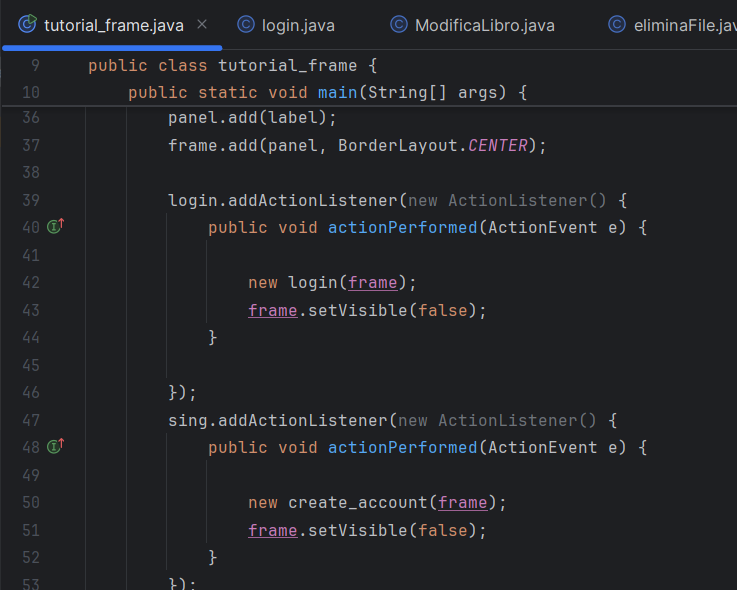 tutorial_frame.java × login.java ModificaLibro.java eliminaFile.jav
9 public class tutorial_frame {
10 public static void main(String[] args) {
36 panel.add(label);
37 frame.add(panel, BorderLayout.CENTER);
38
39 login.addActionListener(new ActionListener() {
40 public void actionPerformed(ActionEvent e) {
41
42 new login(frame);
43 frame.setVisible(false);
44 }
45
46 });
47 sing.addActionListener(new ActionListener() {
48 public void actionPerformed(ActionEvent e) {
49
50 new create_account(frame);
51 frame.setVisible(false);
52 }
53 });